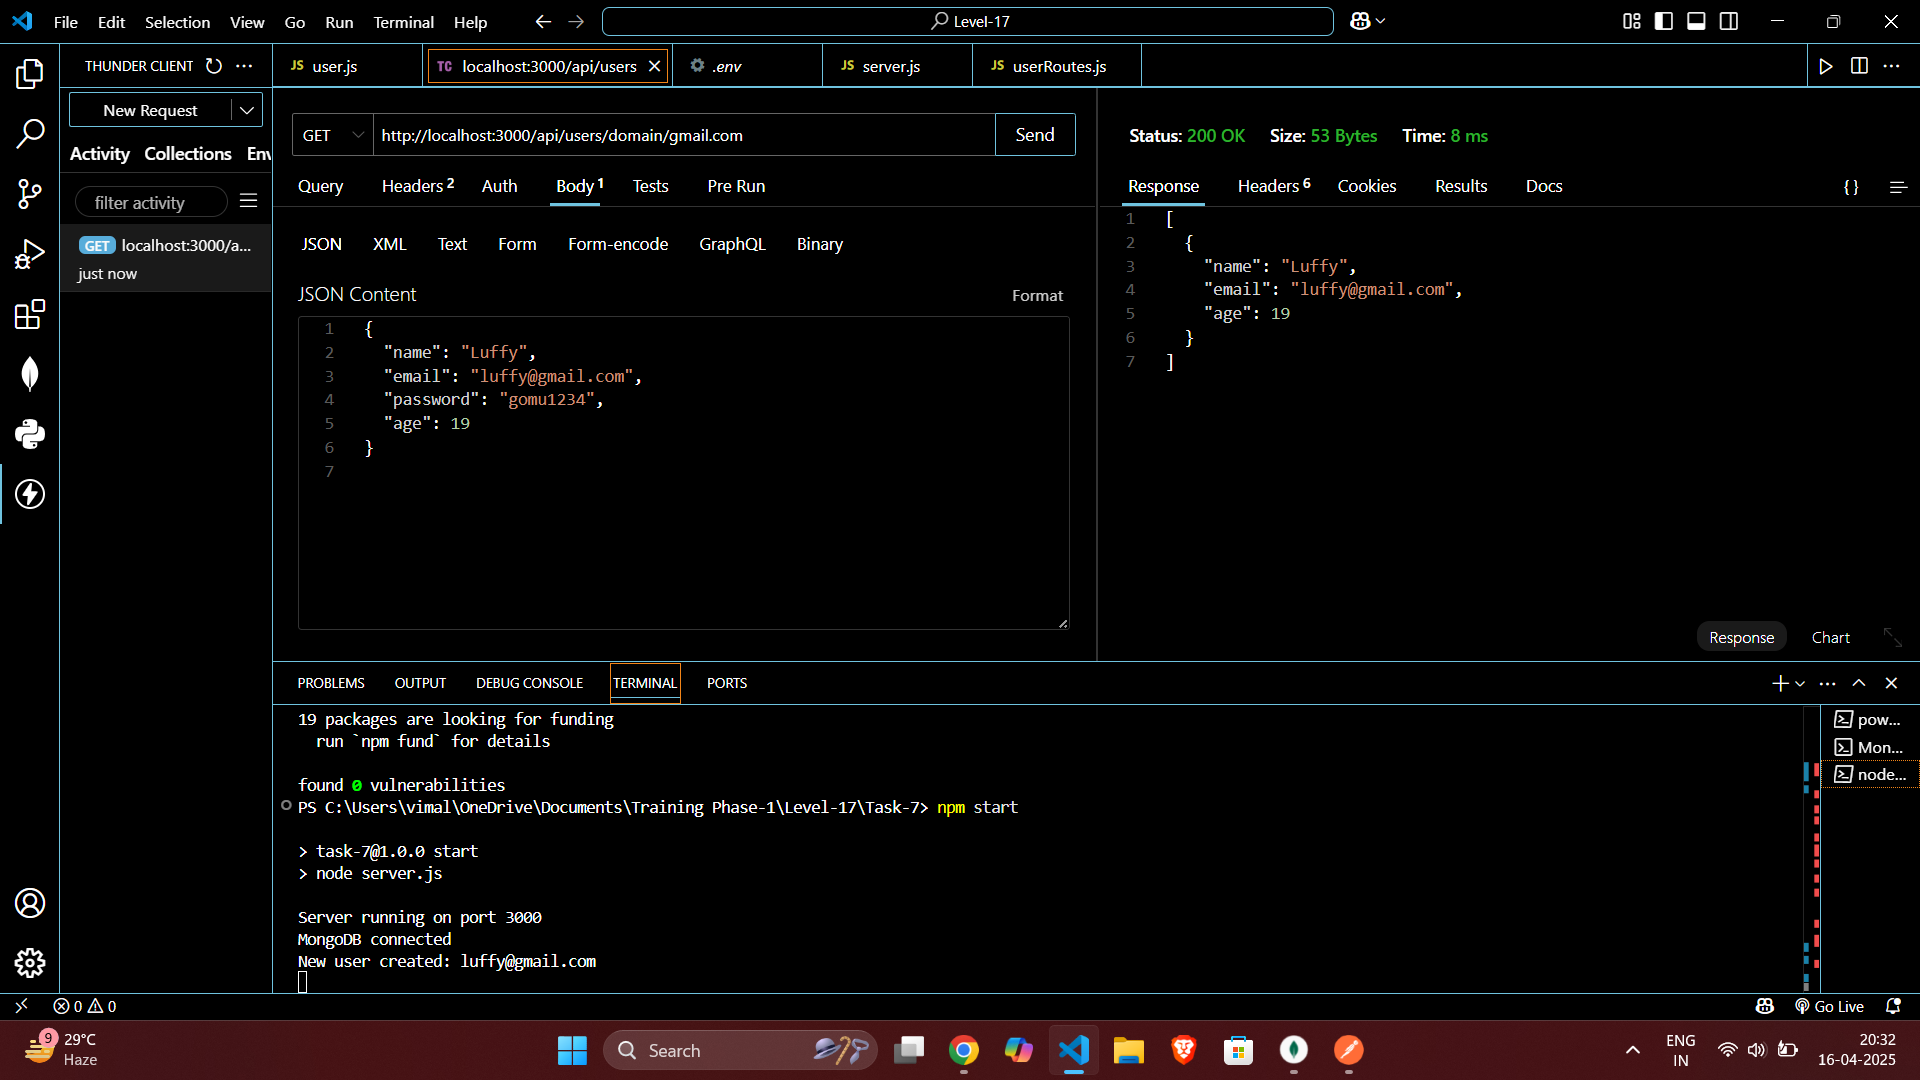 File Edit Selection View Go Run Terminal Help
Level-17
THUNDER CLIENT
New Request
Activity Collections Env
filter activity
GET localhost:3000/a...
just now
JS user.js
TC localhost:3000/api/users
.env
JS server.js
JS userRoutes.js
GET http://localhost:3000/api/users/domain/gmail.com Send
Query Headers 2 Auth Body 1 Tests Pre Run
JSON XML Text Form Form-encode GraphQL Binary
JSON Content Format
1 {
2 "name": "Luffy",
3 "email": "luffy@gmail.com",
4 "password": "gomu1234",
5 "age": 19
6 }
7
Status: 200 OK Size: 53 Bytes Time: 8 ms
Response Headers 6 Cookies Results Docs {}
1 [
2 {
3 "name": "Luffy",
4 "email": "luffy@gmail.com",
5 "age": 19
6 }
7 ]
Response Chart
PROBLEMS OUTPUT DEBUG CONSOLE TERMINAL PORTS
19 packages are looking for funding
run `npm fund` for details
found 0 vulnerabilities
PS C:\Users\vimal\OneDrive\Documents\Training Phase-1\Level-17\Task-7> npm start
> task-7@1.0.0 start
> node server.js
Server running on port 3000
MongoDB connected
New user created: luffy@gmail.com
pow...
Mon...
node...
0 0
Go Live
9
29°C
Haze
Search
ENG
IN
20:32
16-04-2025